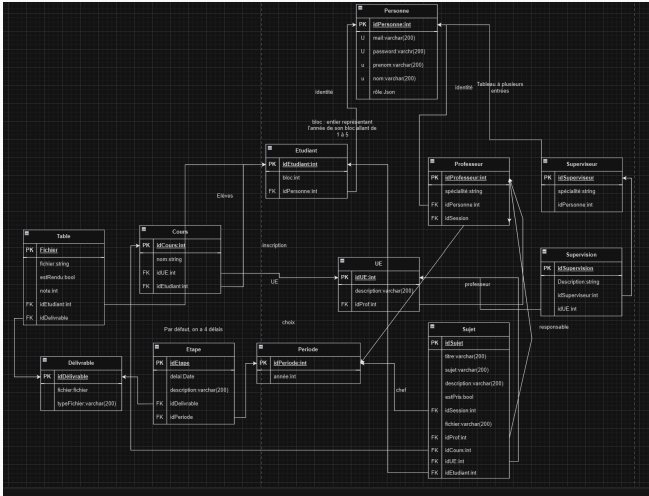 Personne
PK idPersonne:int
U mail:varchar(200)
U password:varchr(200)
u prenom:varchar(200)
u nom:varchar(200)
rôle:Json
identité
identité
Tableau à plusieurs
entrées
bloc : entier représentant
l'année de son bloc allant de
1 à 5
Etudiant
PK idEtudiant:int
bloc:int
FK idPersonne:int
Professeur
PK idProfesseur:int
spécialité:string
FK idPersonne:int
FK idSession
Superviseur
PK idSuperviseur
spécialité:string
idPersonne:int
Elèves
Table
PK Fichier
fichier:string
estRendu:bool
note:int
FK idEtudiant:int
FK idDelivrable
Cours
PK idCours:int
nom:string
FK idUE:int
FK idEtudiant:int
inscription
UE
UE
PK idUE:int
description:varchar(200)
FK idProf:int
professeur
Supervision
PK idSupervision
Description:string
idSuperviseur:int
idUE:int
responsable
choix
Par défaut, on a 4 délais
Délivrable
PK idDélivrable
fichier:fichier
typeFichier:varchar(200)
Etape
PK idEtape
delai:Date
description:varchar(200)
FK idDelivrable
FK idPeriode
Periode
PK idPeriode:int
année:int
chef
Sujet
PK idSujet
titre:varchar(200)
sujet:varchar(200)
description:varchar(200)
estPris:bool
FK idSession:int
fichier:varchar(200)
FK idProf:int
FK idCours:int
FK idUE:int
FK idEtudiant:int